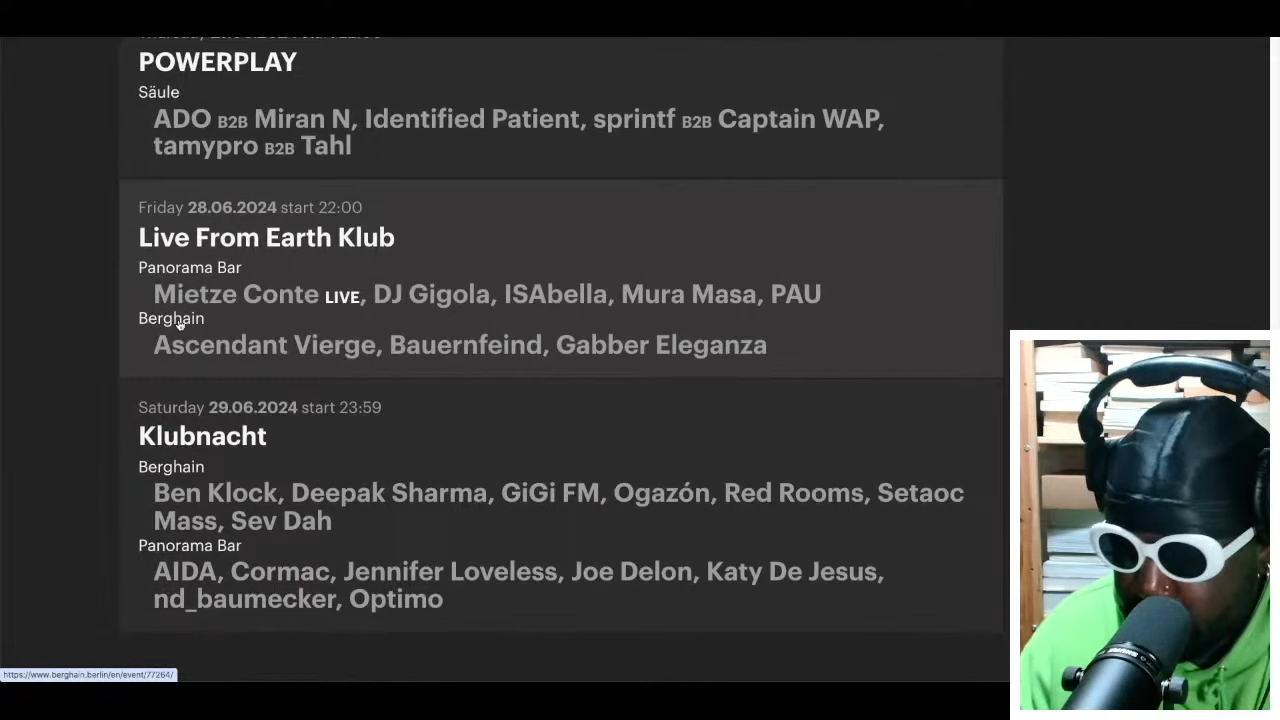 POWERPLAY
Säule
ADO B2B Miran N, Identified Patient, sprintf B2B Captain WAP,
tamypro B2B Tahl
Friday 28.06.2024 start 22:00
Live From Earth Klub
Panorama Bar
Mietze Conte LIVE, DJ Gigola, ISAbella, Mura Masa, PAU
Berghain
Ascendant Vierge, Bauernfeind, Gabber Eleganza
Saturday 29.06.2024 start 23:59
Klubnacht
Berghain
Ben Klock, Deepak Sharma, GiGi FM, Ogazón, Red Rooms, Setaoc
Mass, Sev Dah
Panorama Bar
AIDA, Cormac, Jennifer Loveless, Joe Delon, Katy De Jesus,
nd_baumecker, Optimo
https://www.berghain.berlin/en/event/77264/